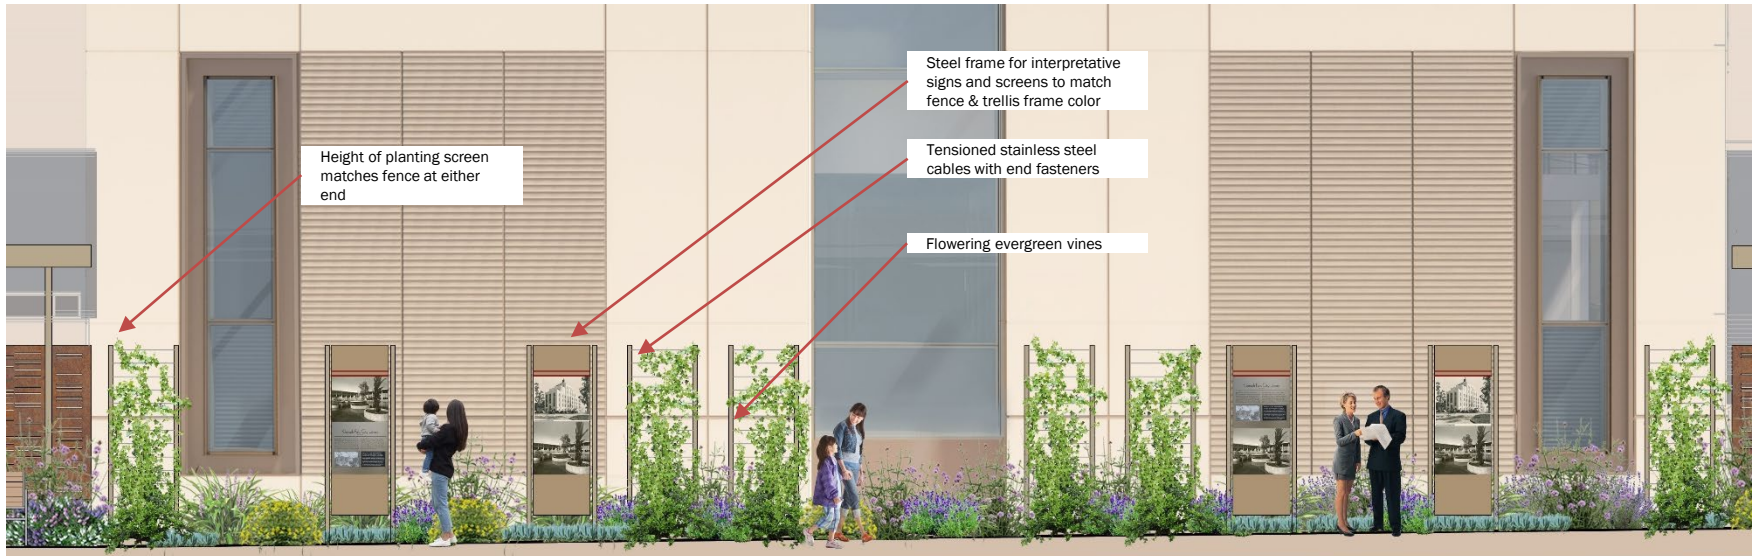 Steel frame for interpretative
signs and screens to match
fence & trellis frame color
Height of planting screen
matches fence at either
end
Tensioned stainless steel
cables with end fasteners
Flowering evergreen vines